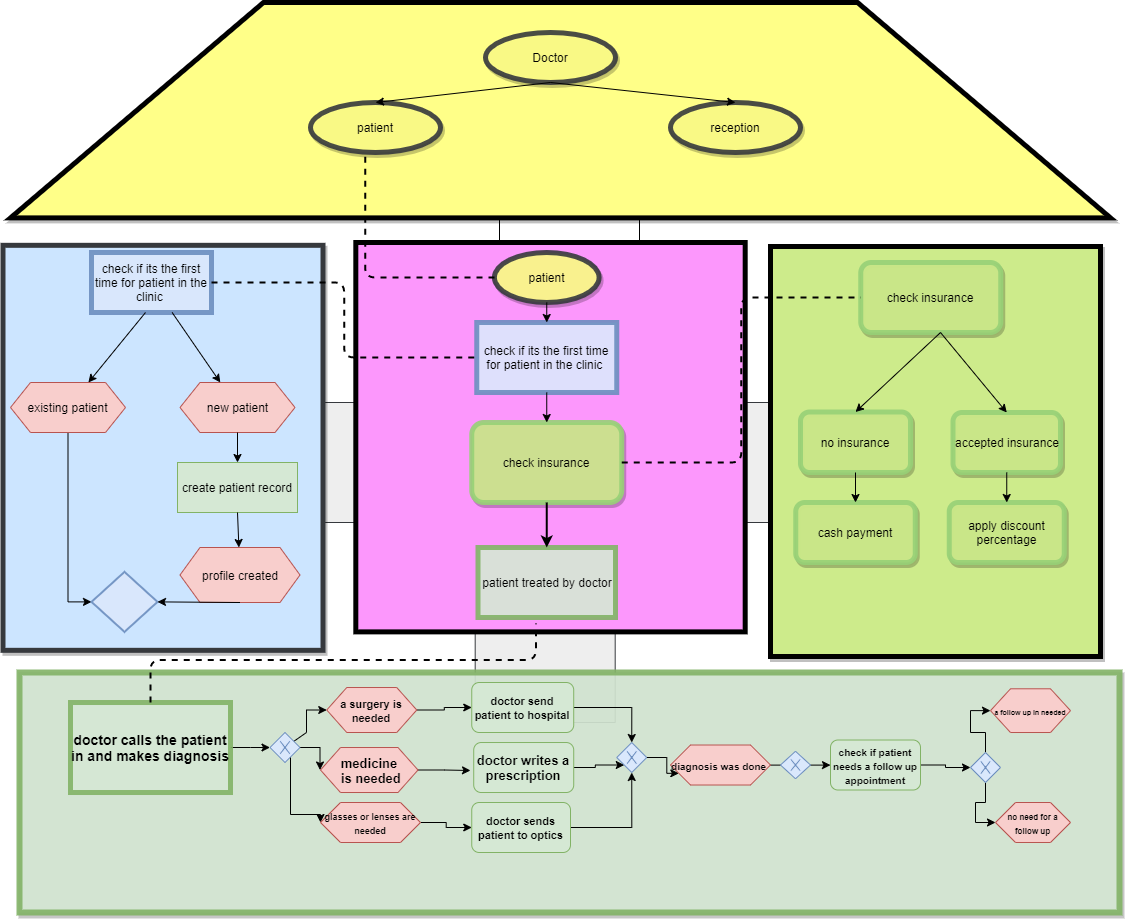 Doctor
patient
reception
check if its the first
time for patient in the
clinic
existing patient
new patient
create patient record
profile created
patient
check if its the first time
for patient in the clinic
check insurance
patient treated by doctor
check insurance
no insurance
accepted insurance
cash payment
apply discount
percentage
doctor calls the patient
in and makes diagnosis
X
a surgery is
needed
medicine
is needed
glasses or lenses are
needed
doctor send
patient to hospital
doctor writes a
prescription
doctor sends
patient to optics
X
diagnosis was done
X
check if patient
needs a follow up
appointment
X
a follow up in needed
no need for a
follow up